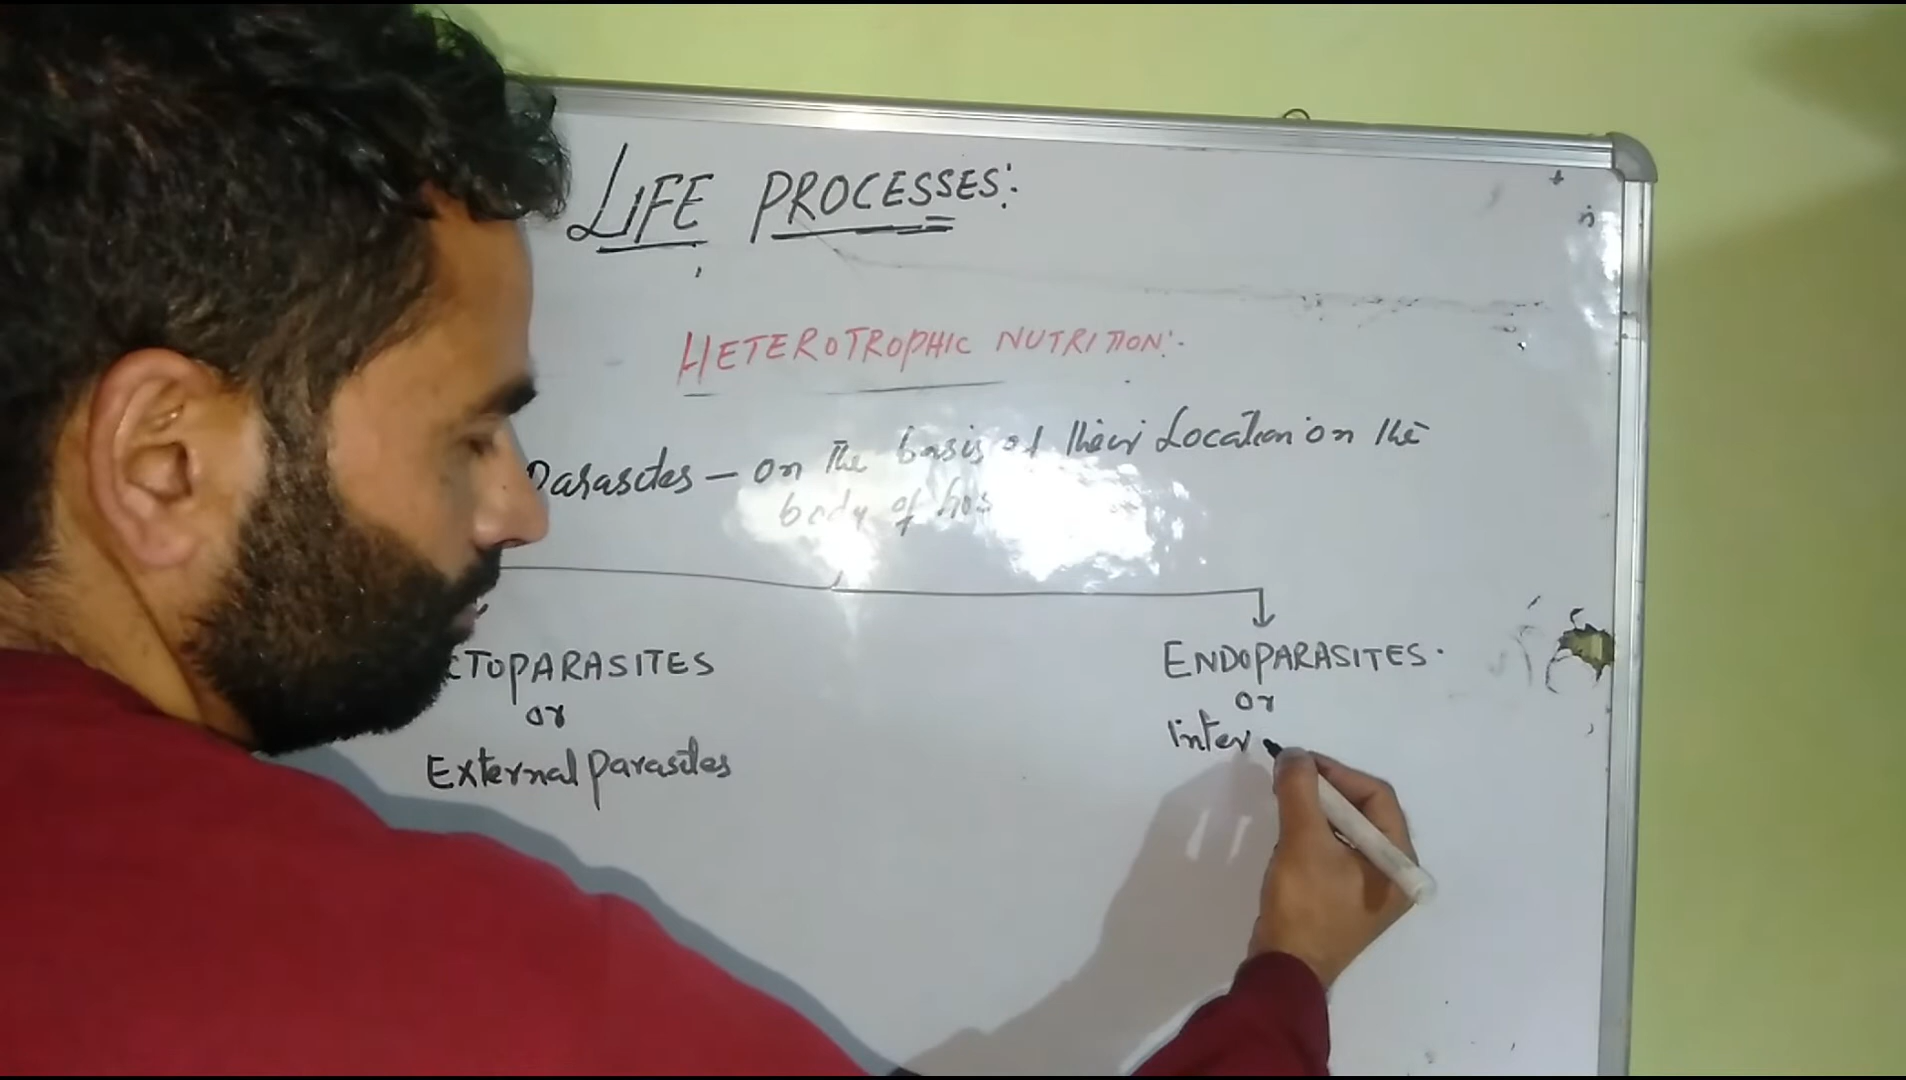 LIFE PROCESSES:
HETEROTROPHIC NUTRITION:-
Parasites - on the basis of their Location on the
body of hos
CTOPARASITES
or
External Parasites
ENDOPARASITES.
or
Inter